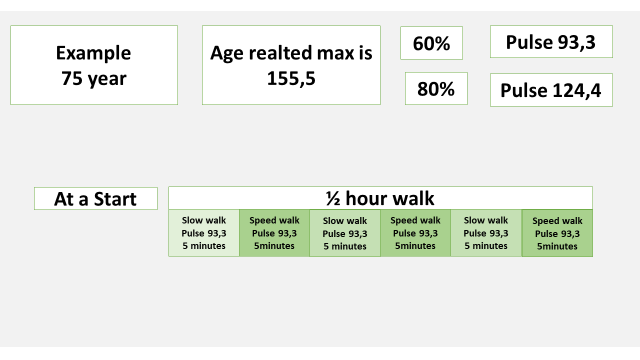 Example
75 year
Age realted max is
155,5
60%
Pulse 93,3
80%
Pulse 124,4
At a Start
½ hour walk
Slow walk
Pulse 93,3
5 minutes
Speed walk
Pulse 93,3
5minutes
Slow walk
Pulse 93,3
5 minutes
Speed walk
Pulse 93,3
5minutes
Slow walk
Pulse 93,3
5 minutes
Speed walk
Pulse 93,3
5minutes